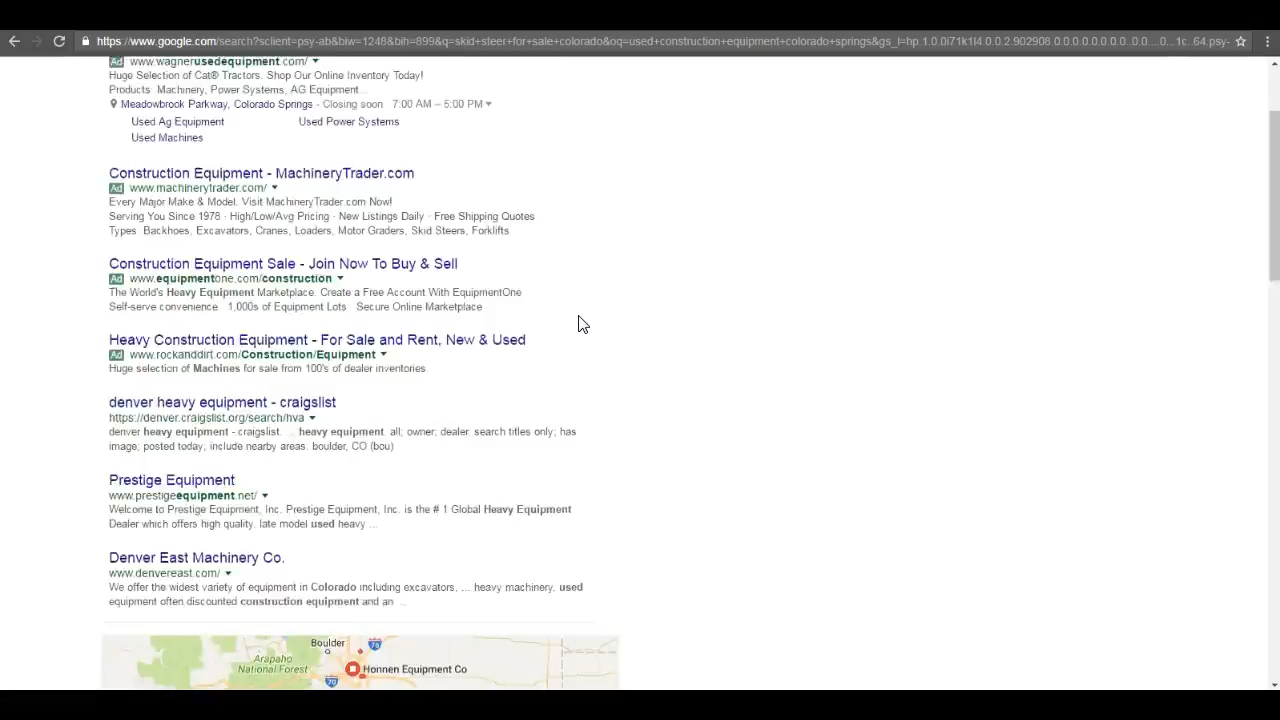 https://www.google.com/search?sclient=psy-ab&biw=1248&bih=899&q=skid+steer+for+sale+colorado&oq=used+construction+equipment+colorado+springs&gs_l=hp.1.0.0i71k1l4.0.0.2.902908.0.0.0.0.0.0.0.0..0.0....0...1c..64.psy-
Ad www.wagnerusedequipment.com/
Huge Selection of Cat® Tractors. Shop Our Online Inventory Today!
Products Machinery, Power Systems, AG Equipment...
Meadowbrook Parkway, Colorado Springs - Closing soon 7:00 AM – 5:00 PM
Used Ag Equipment Used Power Systems
Used Machines
Construction Equipment - MachineryTrader.com
Ad www.machinerytrader.com/
Every Major Make & Model. Visit MachineryTrader.com Now!
Serving You Since 1978 · High/Low/Avg Pricing · New Listings Daily · Free Shipping Quotes
Types Backhoes, Excavators, Cranes, Loaders, Motor Graders, Skid Steers, Forklifts
Construction Equipment Sale - Join Now To Buy & Sell
Ad www.equipmentone.com/construction
The World's Heavy Equipment Marketplace. Create a Free Account With EquipmentOne
Self-serve convenience 1,000s of Equipment Lots Secure Online Marketplace
Heavy Construction Equipment - For Sale and Rent, New & Used
Ad www.rockanddirt.com/Construction/Equipment
Huge selection of Machines for sale from 100's of dealer inventories.
denver heavy equipment - craigslist
https://denver.craigslist.org/search/hva
denver heavy equipment - craigslist. ... heavy equipment. all; owner; dealer. search titles only; has
image; posted today; include nearby areas. boulder, CO (bou)
Prestige Equipment
www.prestigeequipment.net/
Welcome to Prestige Equipment, Inc. Prestige Equipment, Inc. is the # 1 Global Heavy Equipment
Dealer which offers high quality, late model used heavy ...
Denver East Machinery Co.
www.denvereast.com/
We offer the widest variety of equipment in Colorado including excavators, ... heavy machinery, used
equipment often discounted construction equipment and an ...
Boulder 76
Arapaho
National Forest
Honnen Equipment Co
70